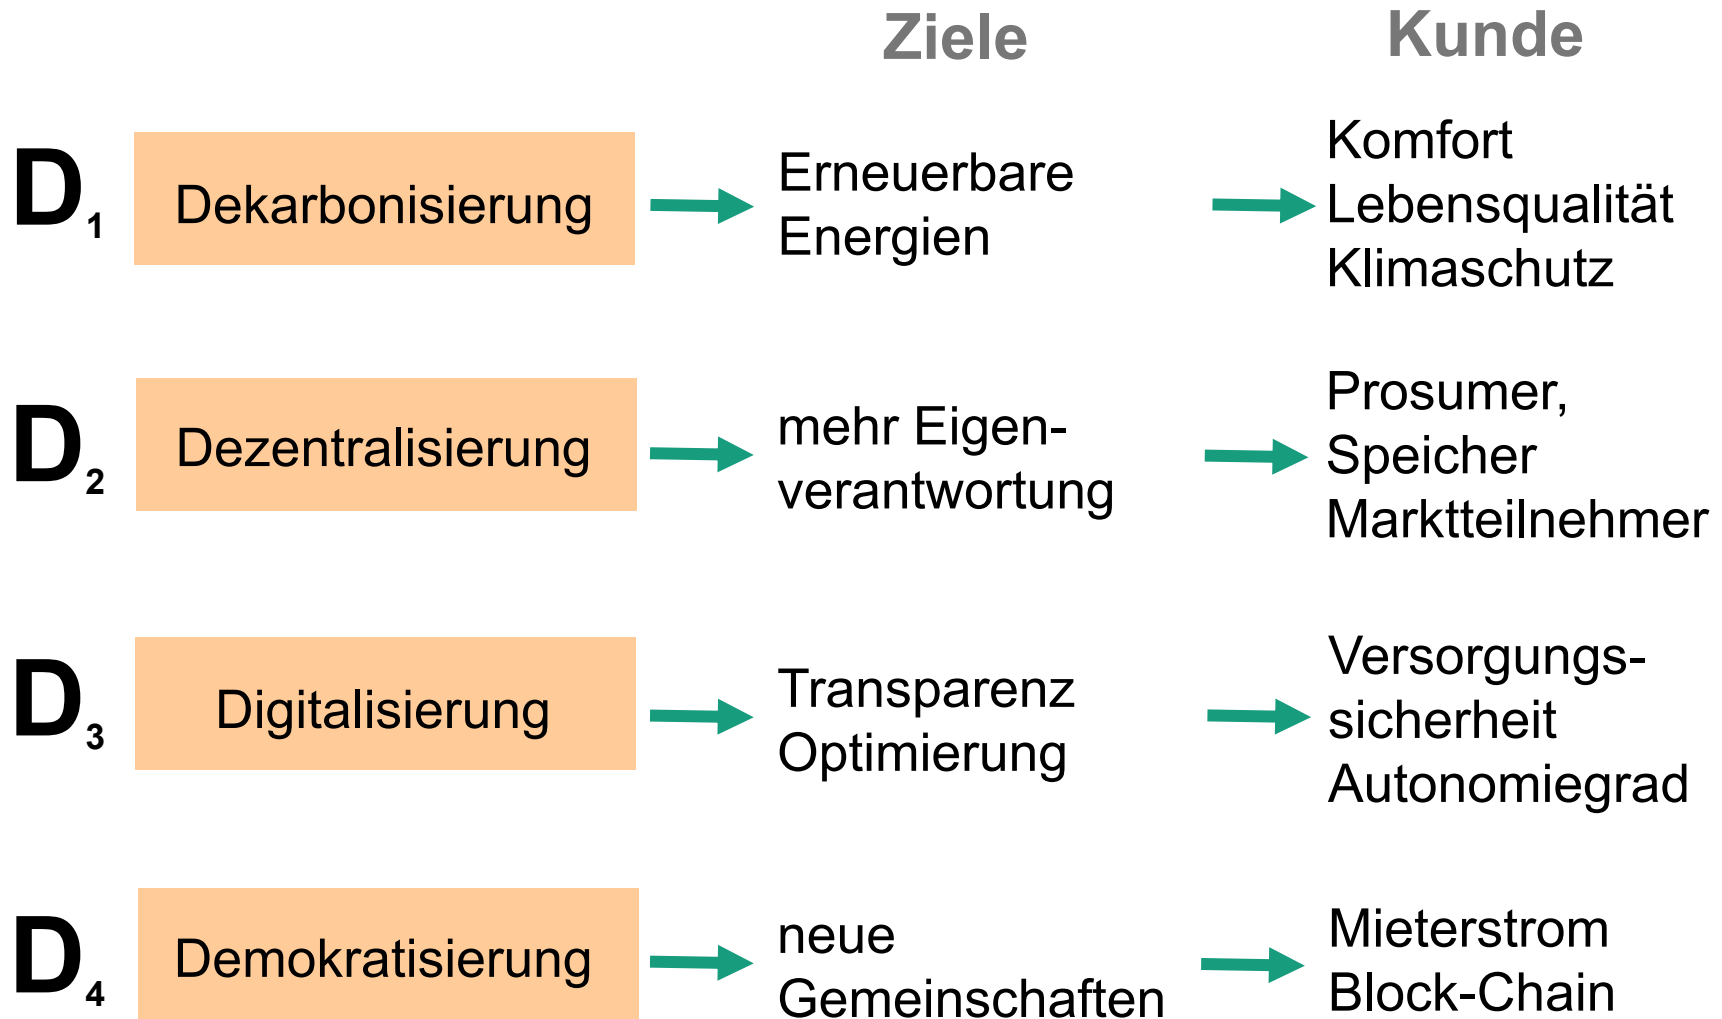 Ziele
Kunde
D1
Dekarbonisierung
Erneuerbare
Energien
Komfort
Lebensqualität
Klimaschutz
D2
Dezentralisierung
mehr Eigen-
verantwortung
Prosumer,
Speicher
Marktteilnehmer
D3
Digitalisierung
Transparenz
Optimierung
Versorgungs-
sicherheit
Autonomiegrad
D4
Demokratisierung
neue
Gemeinschaften
Mieterstrom
Block-Chain